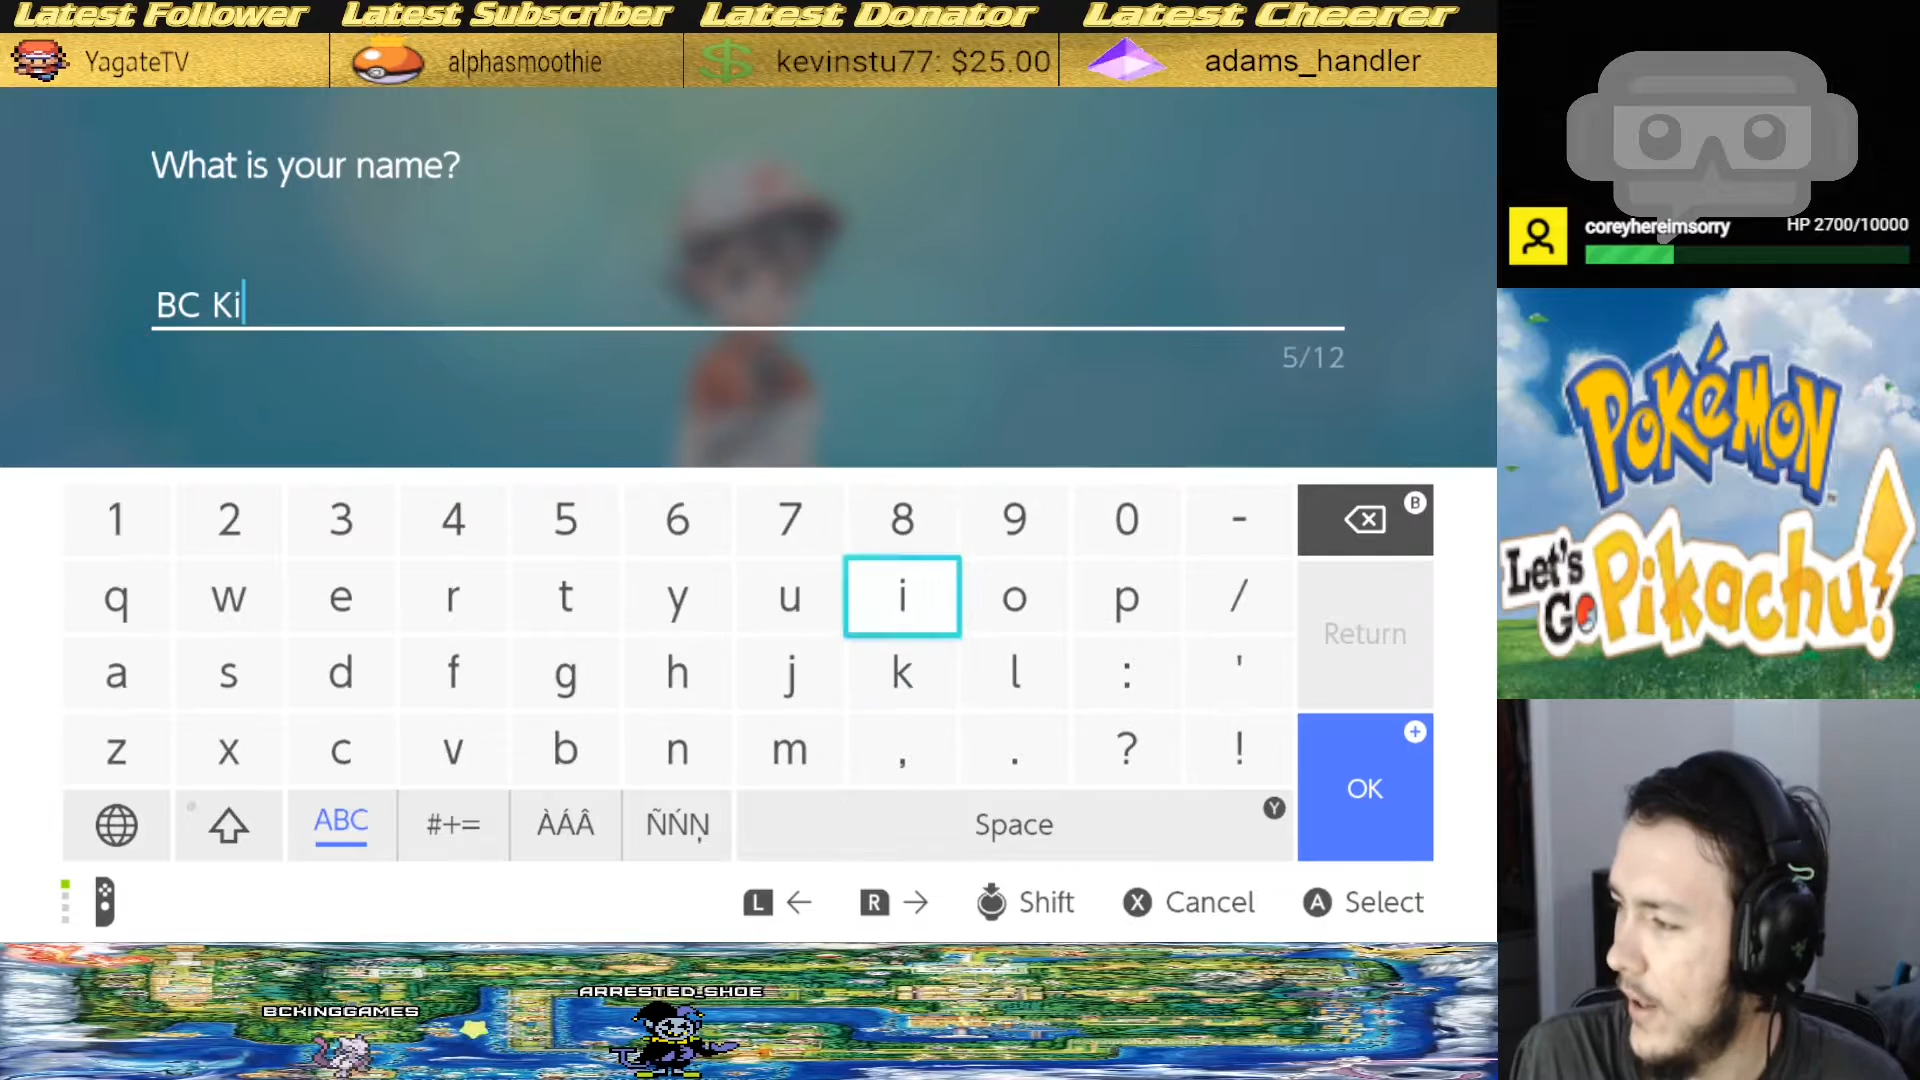 Latest Follower Latest Subscriber Latest Donator Latest Cheerer
YagateTV alphasmoothie kevinstu77: $25.00 adams_handler
What is your name?
BC Ki
5/12
1 2 3 4 5 6 7 8 9 0 - B
q w e r t y u i o p / Return
a s d f g h j k l : '
z x c v b n m , . ? ! + OK
ABC #+= ÀÁÂ ÑŃŅ Space Y
L ← R → Shift X Cancel A Select
BCKINGGAMES
ARRESTED_SHOE
coreyhereimsorry HP 2700/10000
POKÉMON
Let's Go Pikachu!